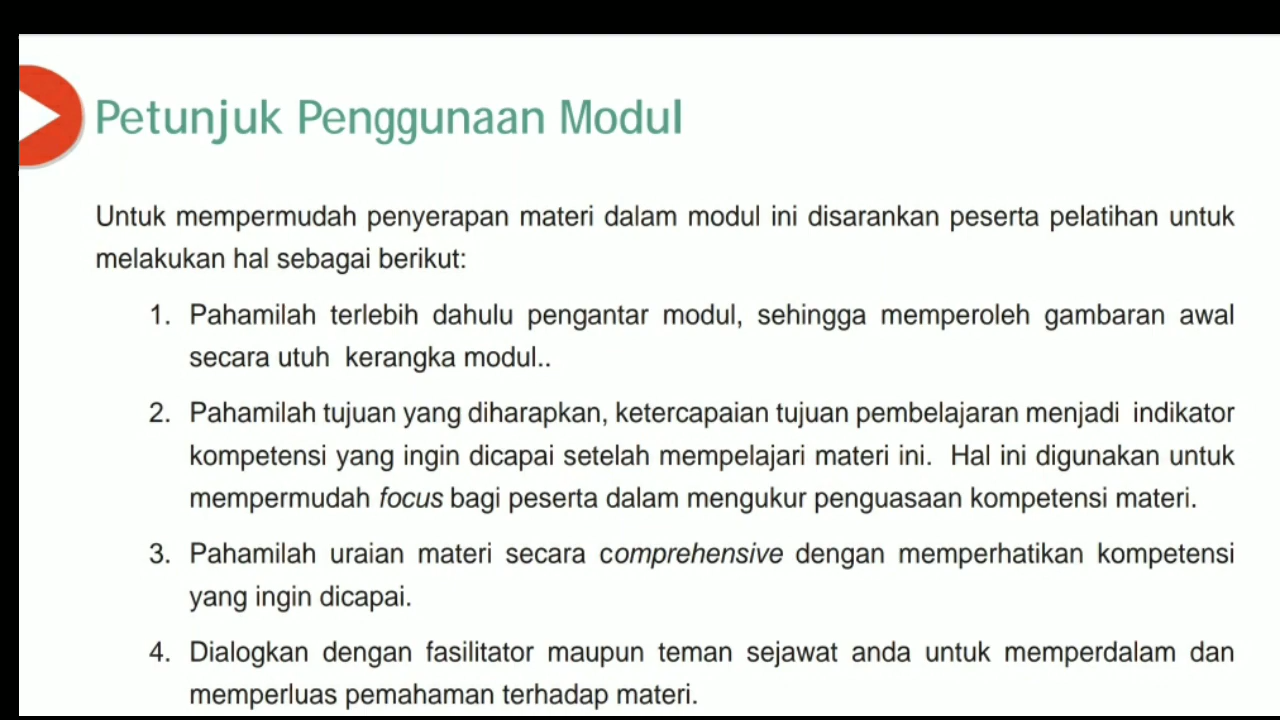 Petunjuk Penggunaan Modul
Untuk mempermudah penyerapan materi dalam modul ini disarankan peserta pelatihan untuk
melakukan hal sebagai berikut:
1. Pahamilah terlebih dahulu pengantar modul, sehingga memperoleh gambaran awal
secara utuh  kerangka modul..
2. Pahamilah tujuan yang diharapkan, ketercapaian tujuan pembelajaran menjadi  indikator
kompetensi yang ingin dicapai setelah mempelajari materi ini.  Hal ini digunakan untuk
mempermudah focus bagi peserta dalam mengukur penguasaan kompetensi materi.
3. Pahamilah uraian materi secara comprehensive dengan memperhatikan kompetensi
yang ingin dicapai.
4. Dialogkan dengan fasilitator maupun teman sejawat anda untuk memperdalam dan
memperluas pemahaman terhadap materi.